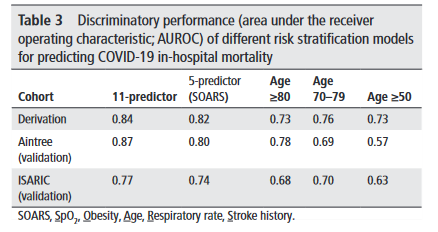 Table 3 Discriminatory performance (area under the receiver
operating characteristic; AUROC) of different risk stratification models
for predicting COVID-19 in-hospital mortality
Cohort 11-predictor 5-predictor (SOARS) Age ≥80 Age 70–79 Age ≥50
Derivation 0.84 0.82 0.73 0.76 0.73
Aintree (validation) 0.87 0.80 0.78 0.69 0.57
ISARIC (validation) 0.77 0.74 0.68 0.70 0.63
SOARS, SpO₂, Obesity, Age, Respiratory rate, Stroke history.